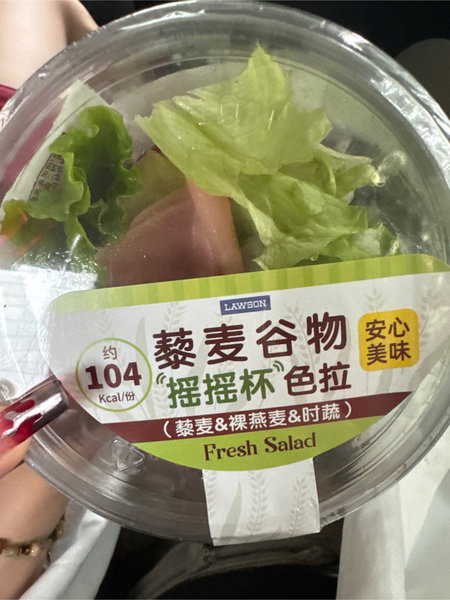 LAWSON
约
104
Kcal/份
藜麦谷物
“摇摇杯”色拉
安心
美味
（藜麦&裸燕麦&时蔬）
Fresh Salad